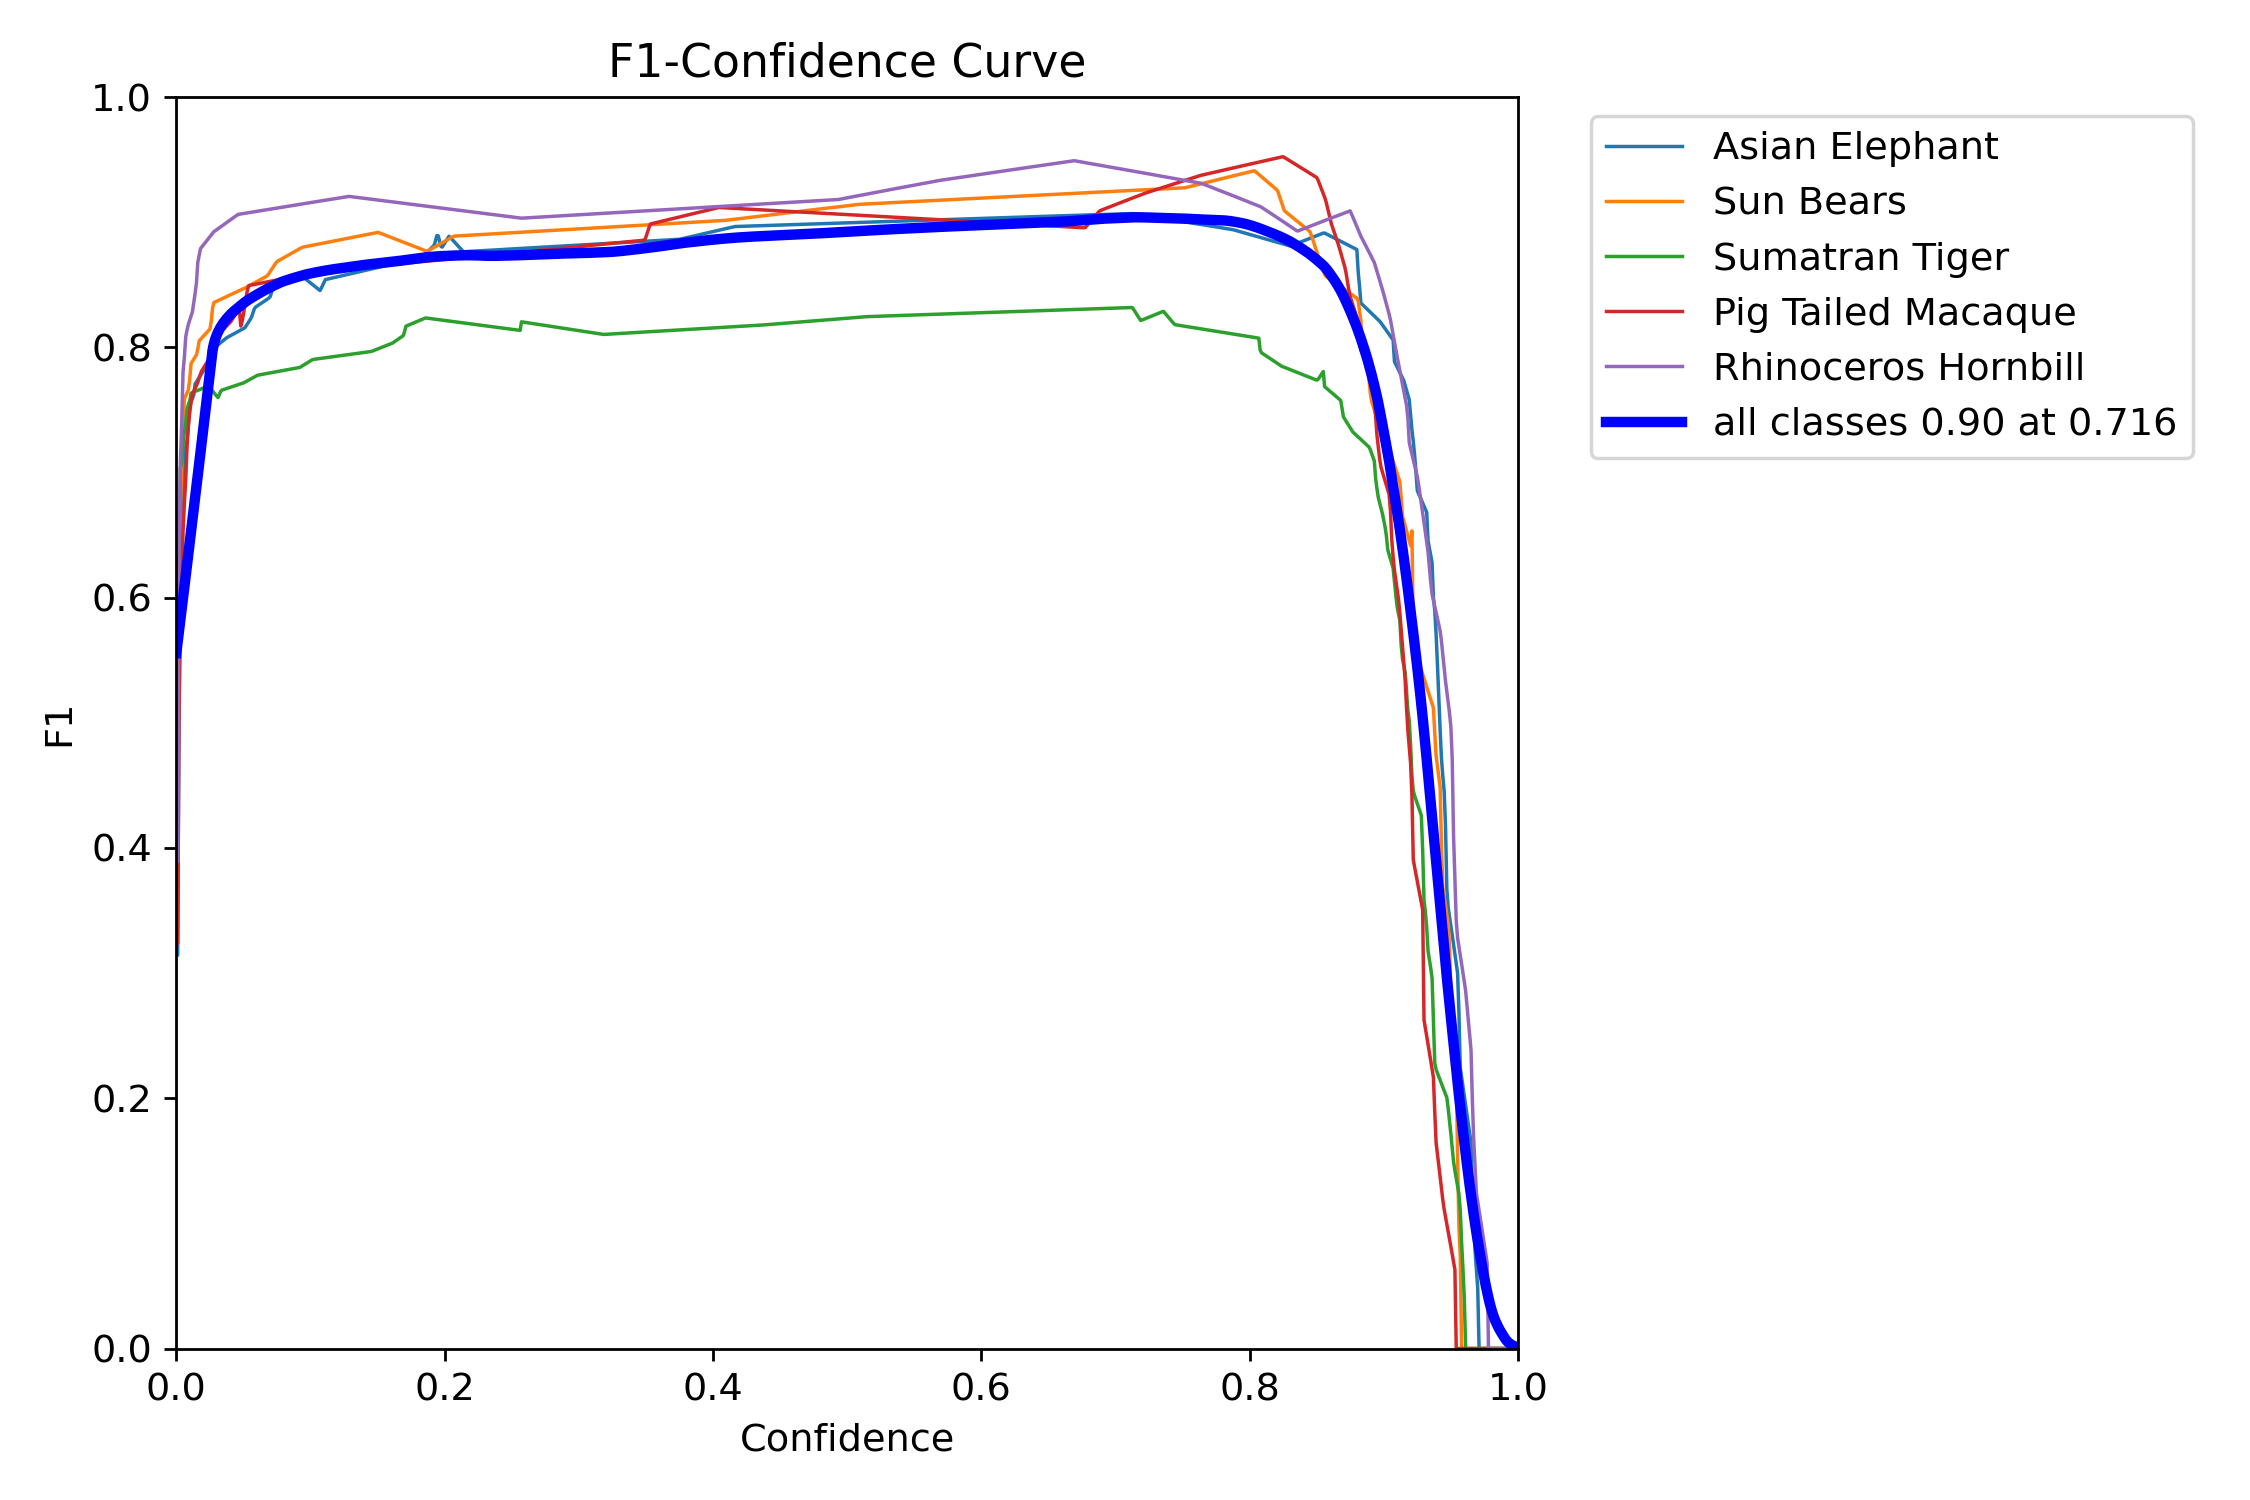 F1-Confidence Curve
1.0
0.8
0.6
0.4
0.2
0.0
F1
0.0 0.2 0.4 0.6 0.8 1.0
Confidence
Asian Elephant
Sun Bears
Sumatran Tiger
Pig Tailed Macaque
Rhinoceros Hornbill
all classes 0.90 at 0.716